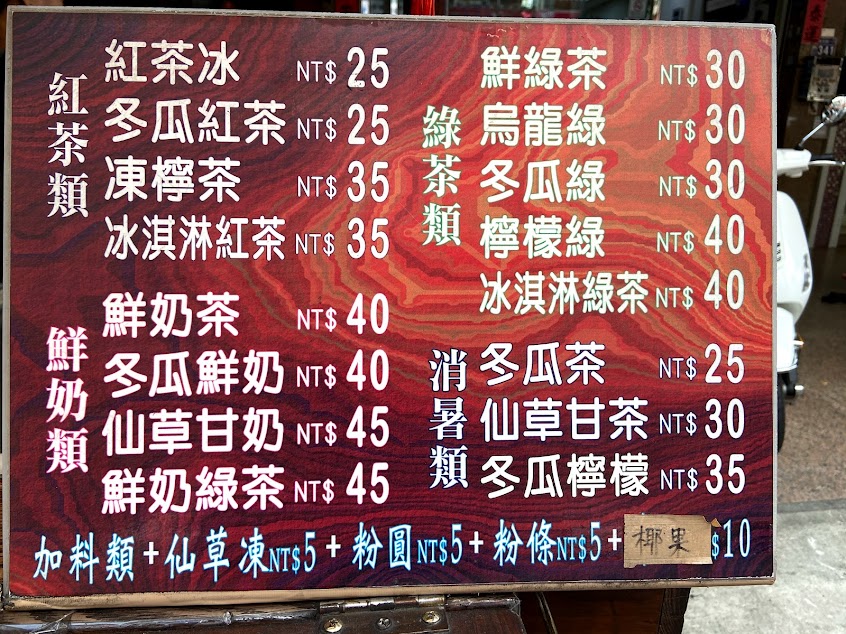 紅茶類
紅茶冰 NT$ 25
冬瓜紅茶 NT$ 25
凍檸茶 NT$ 35
冰淇淋紅茶 NT$ 35
鮮奶類
鮮奶茶 NT$ 40
冬瓜鮮奶 NT$ 40
仙草甘奶 NT$ 45
鮮奶綠茶 NT$ 45
綠茶類
鮮綠茶 NT$ 30
烏龍綠 NT$ 30
冬瓜綠 NT$ 30
檸檬綠 NT$ 40
冰淇淋綠茶 NT$ 40
消暑類
冬瓜茶 NT$ 25
仙草甘茶 NT$ 30
冬瓜檸檬 NT$ 35
加料類+仙草凍NT$5+粉圓NT$5+粉條NT$5+椰果$10